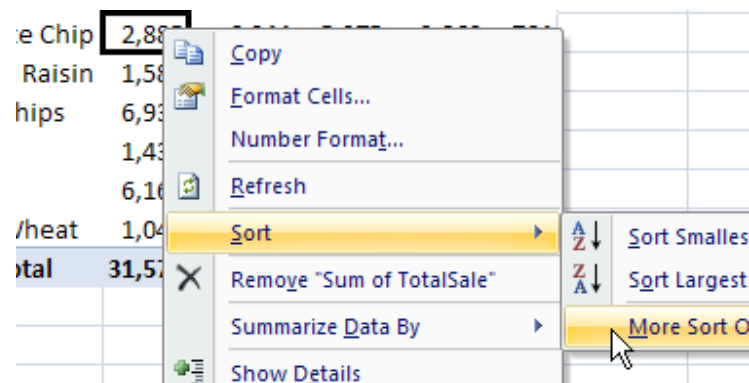 e Chip 2,88
Raisin 1,58
hips 6,93
1,43
6,16
Wheat 1,04
otal 31,57
Copy
Format Cells...
Number Format...
Refresh
Sort
Remove "Sum of TotalSale"
Summarize Data By
Show Details
Sort Smalles
Sort Largest
More Sort O